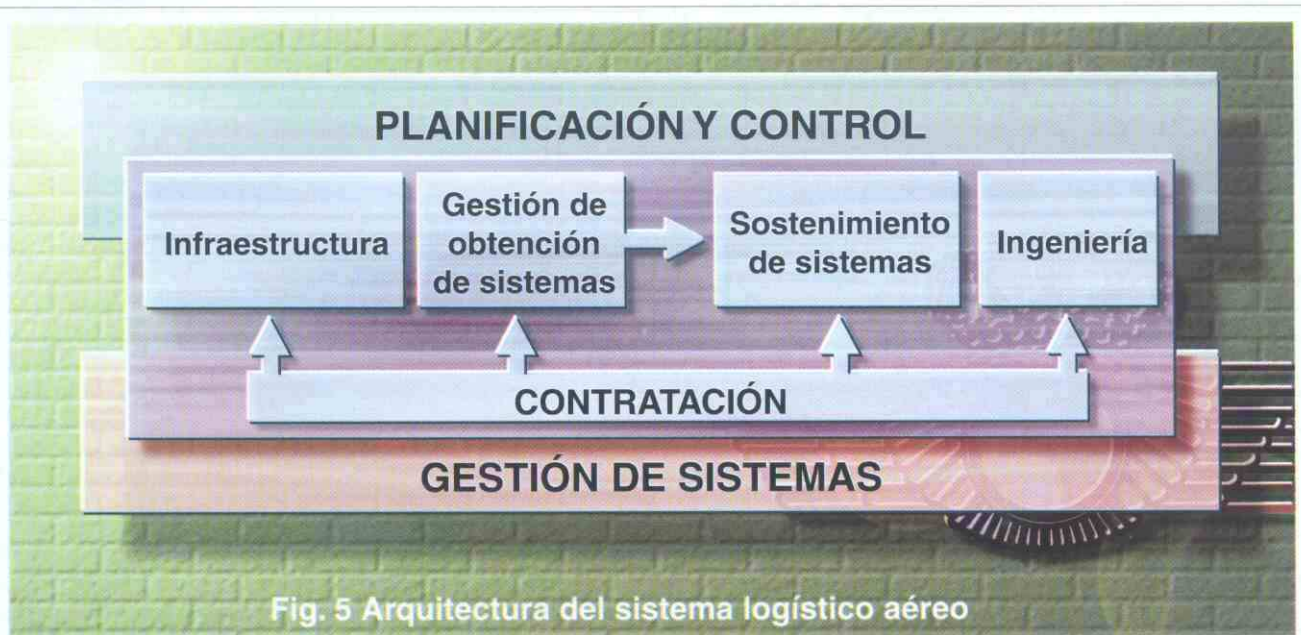 PLANIFICACIÓN Y CONTROL
Infraestructura
Gestión de
obtención
de sistemas
Sostenimiento
de sistemas
Ingeniería
CONTRATACIÓN
GESTIÓN DE SISTEMAS
Fig. 5 Arquitectura del sistema logístico aéreo